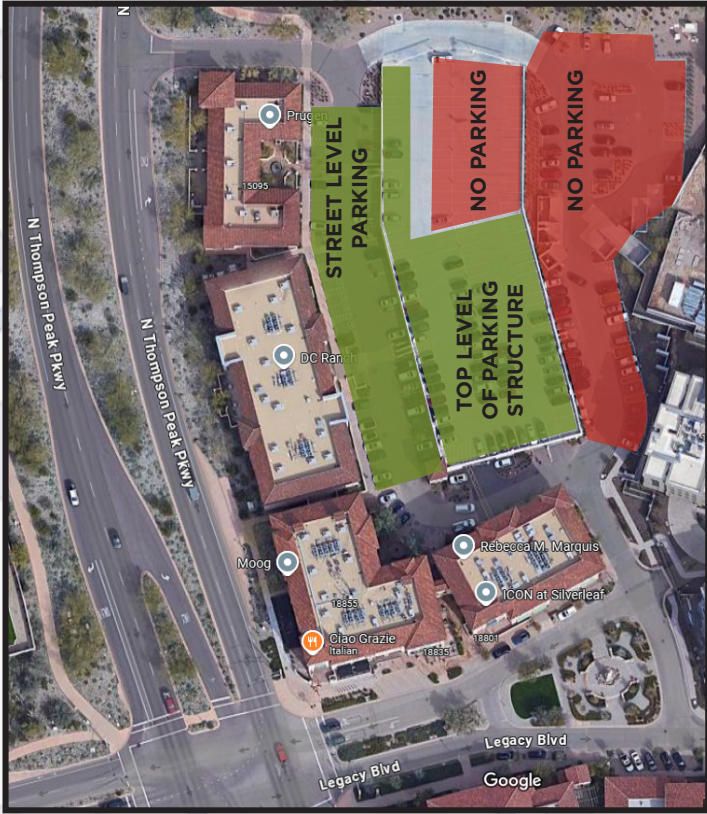 N
N Thompson Peak Pkwy
N Thompson Peak Pkwy
Prugen
15095
STREET LEVEL
PARKING
NO PARKING
NO PARKING
DC Ranch
TOP LEVEL
OF PARKING
STRUCTURE
Moog
Rebecca M. Marquis
ICON at Silverleaf
18855
Ciao Grazie
Italian
18835
18801
Legacy Blvd
Legacy Blvd
Google